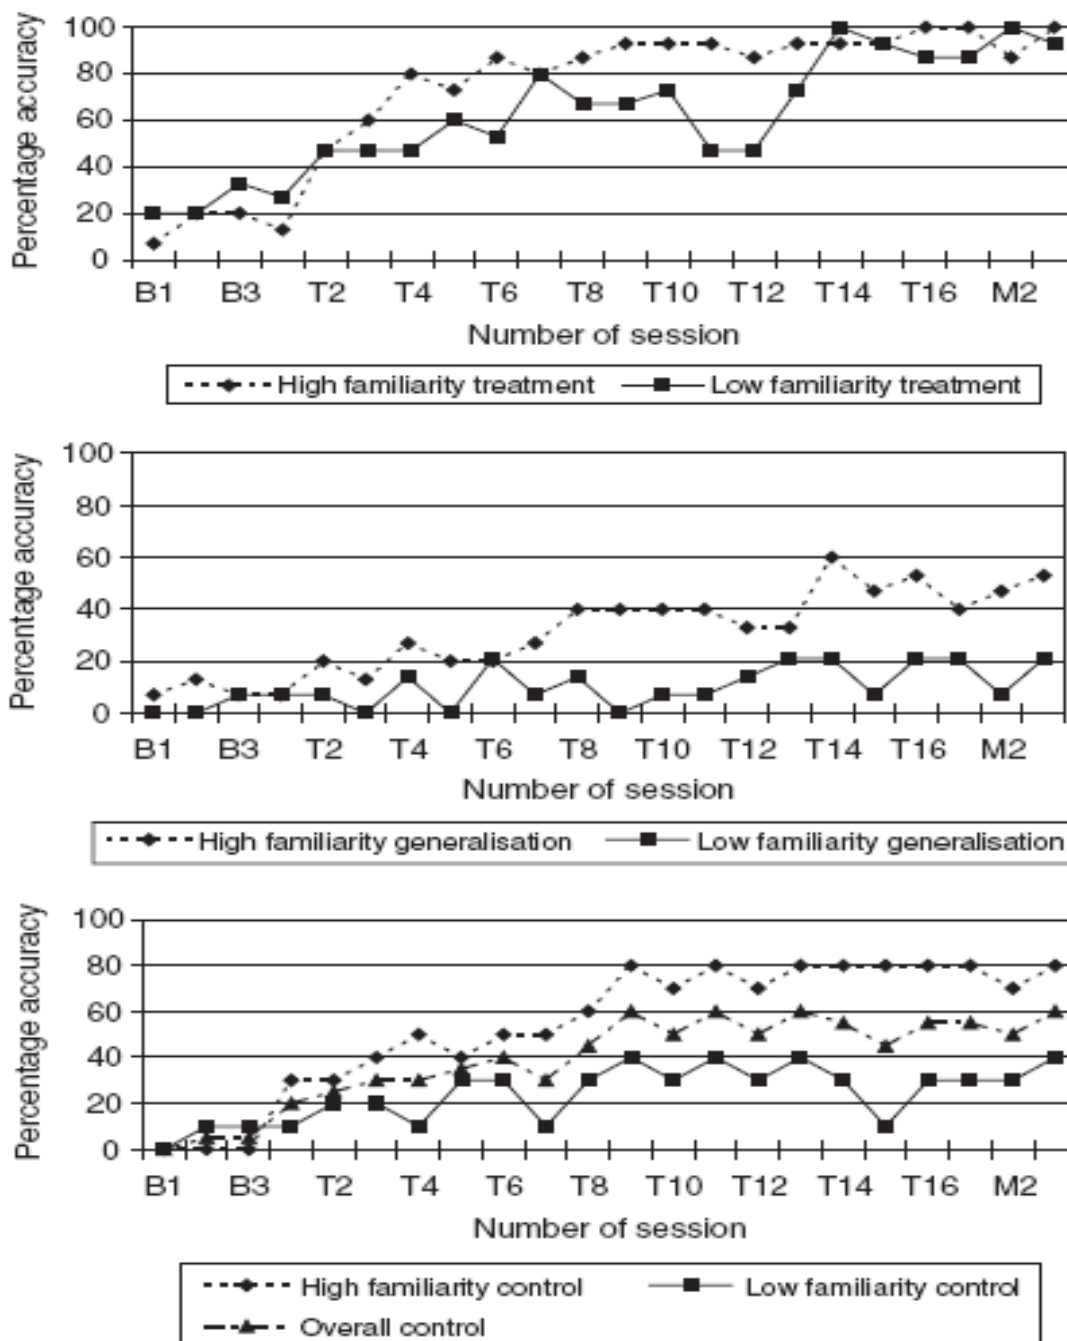 Percentage accuracy
100
80
60
40
20
0
B1 B3 T2 T4 T6 T8 T10 T12 T14 T16 M2
Number of session
High familiarity treatment Low familiarity treatment
Percentage accuracy
100
80
60
40
20
0
B1 B3 T2 T4 T6 T8 T10 T12 T14 T16 M2
Number of session
High familiarity generalisation Low familiarity generalisation
Percentage accuracy
100
80
60
40
20
0
B1 B3 T2 T4 T6 T8 T10 T12 T14 T16 M2
Number of session
High familiarity control Low familiarity control
Overall control